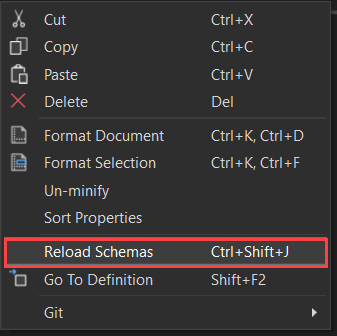 Cut Ctrl+X
Copy Ctrl+C
Paste Ctrl+V
Delete Del
Format Document Ctrl+K, Ctrl+D
Format Selection Ctrl+K, Ctrl+F
Un-minify
Sort Properties
Reload Schemas Ctrl+Shift+J
Go To Definition Shift+F2
Git